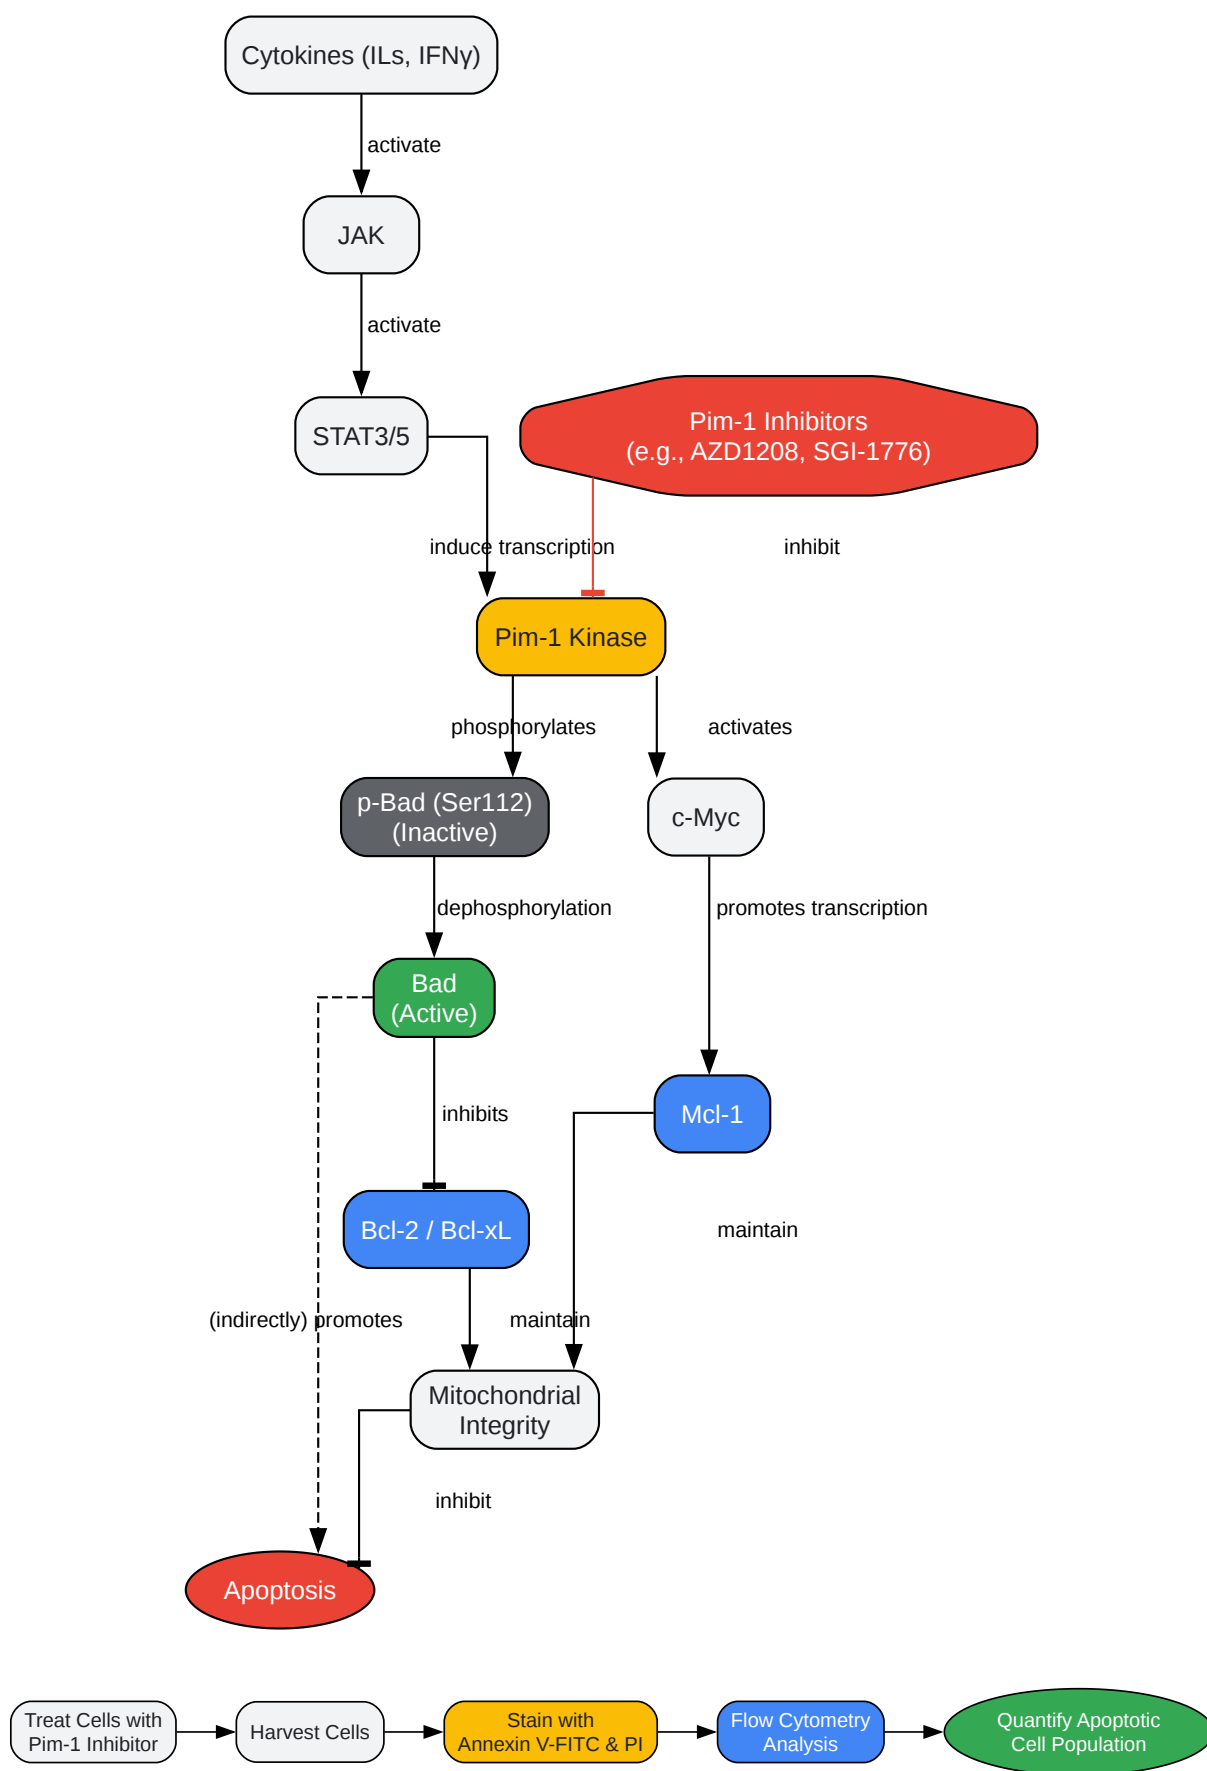 Cytokines (ILs, IFNγ)
activate
JAK
activate
STAT3/5
Pim-1 Inhibitors
(e.g., AZD1208, SGI-1776)
induce transcription
inhibit
Pim-1 Kinase
phosphorylates
activates
p-Bad (Ser112)
(Inactive)
c-Myc
dephosphorylation
promotes transcription
Bad
(Active)
inhibits
Mcl-1
Bcl-2 / Bcl-xL
maintain
(indirectly) promotes
maintain
Mitochondrial
Integrity
inhibit
Apoptosis
Treat Cells with
Pim-1 Inhibitor
Harvest Cells
Stain with
Annexin V-FITC & PI
Flow Cytometry
Analysis
Quantify Apoptotic
Cell Population